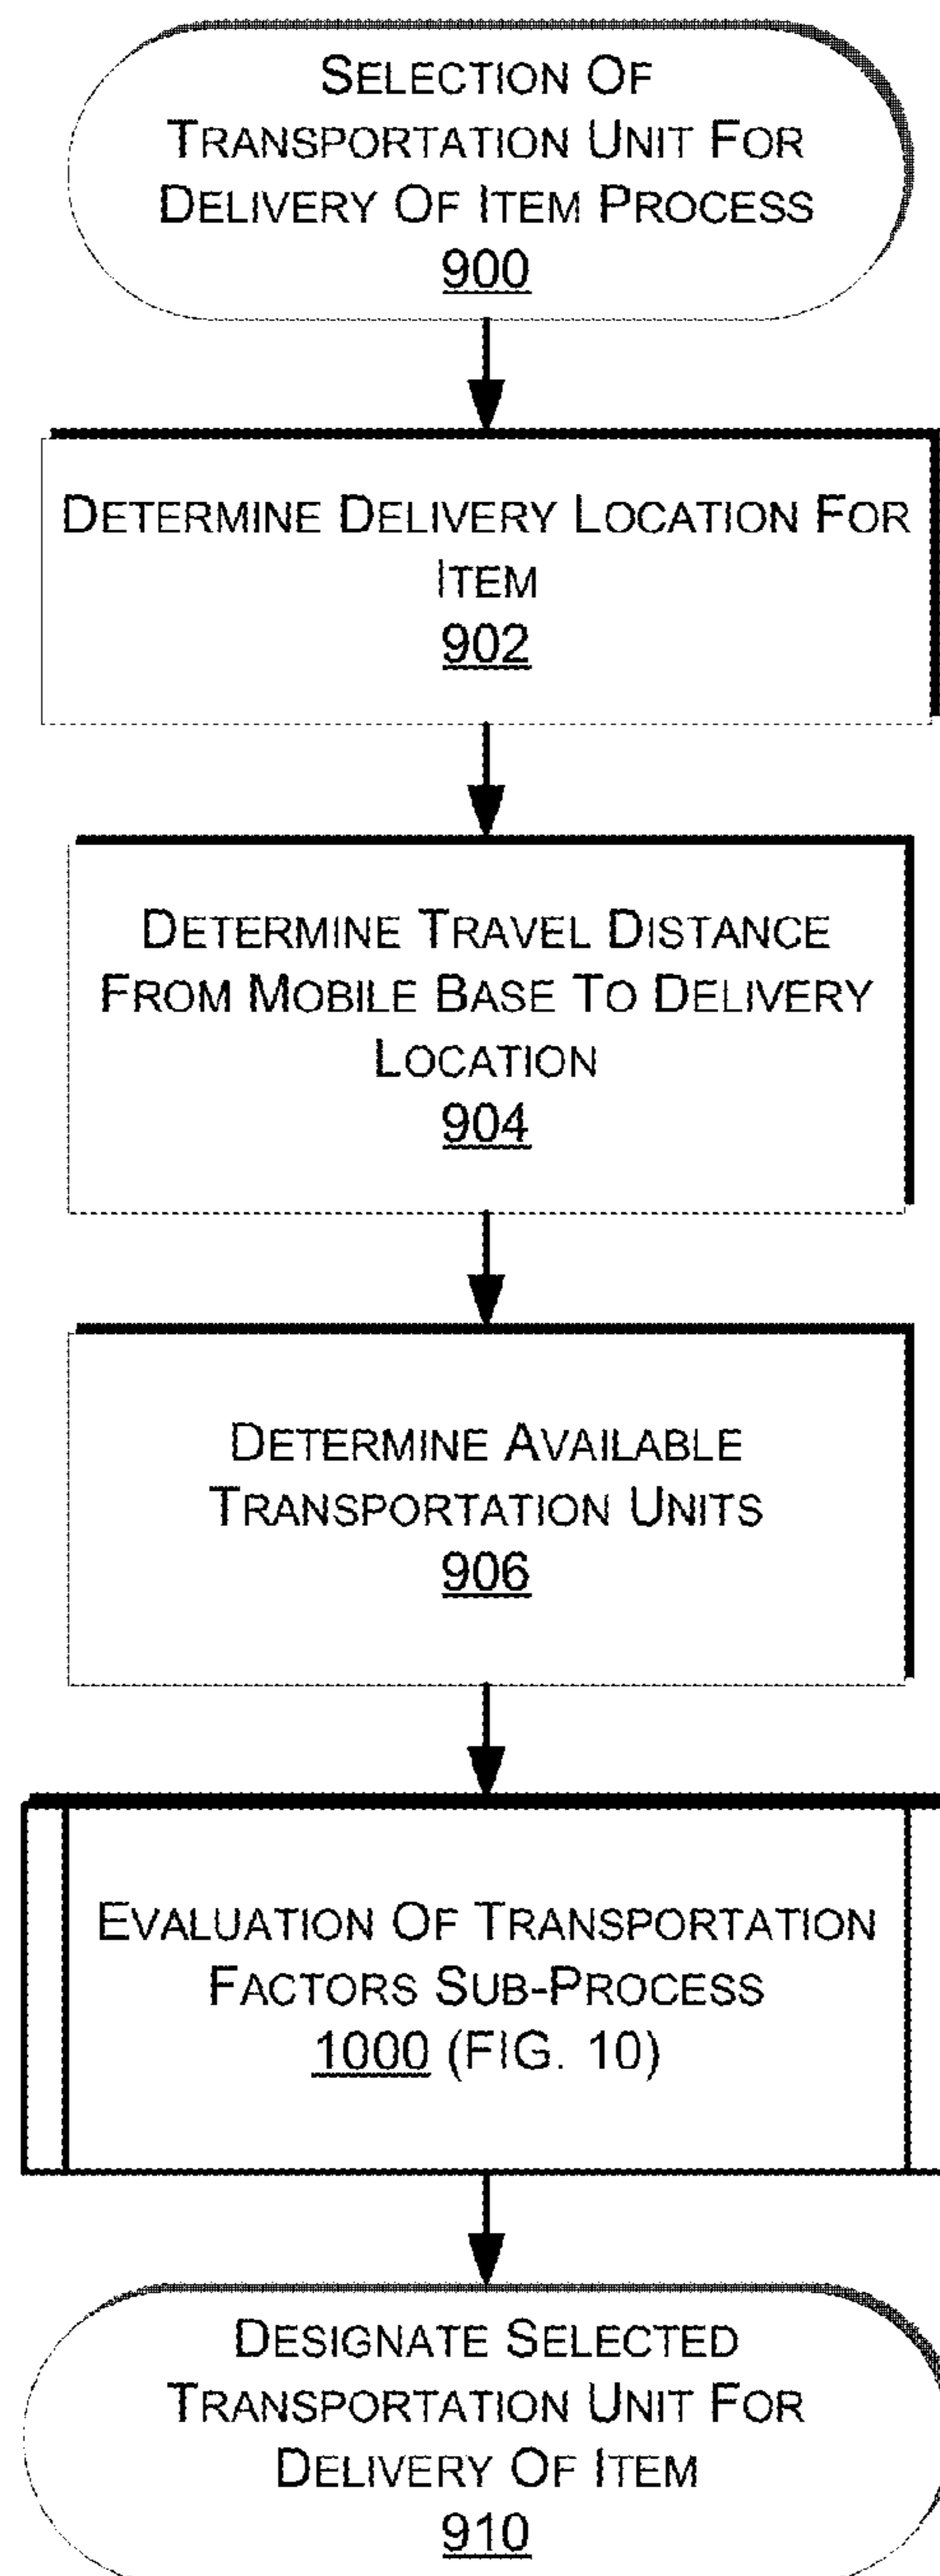 SELECTION OF
TRANSPORTATION UNIT FOR
DELIVERY OF ITEM PROCESS
900
DETERMINE DELIVERY LOCATION FOR
ITEM
902
DETERMINE TRAVEL DISTANCE
FROM MOBILE BASE TO DELIVERY
LOCATION
904
DETERMINE AVAILABLE
TRANSPORTATION UNITS
906
EVALUATION OF TRANSPORTATION
FACTORS SUB-PROCESS
1000 (FIG. 10)
DESIGNATE SELECTED
TRANSPORTATION UNIT FOR
DELIVERY OF ITEM
910